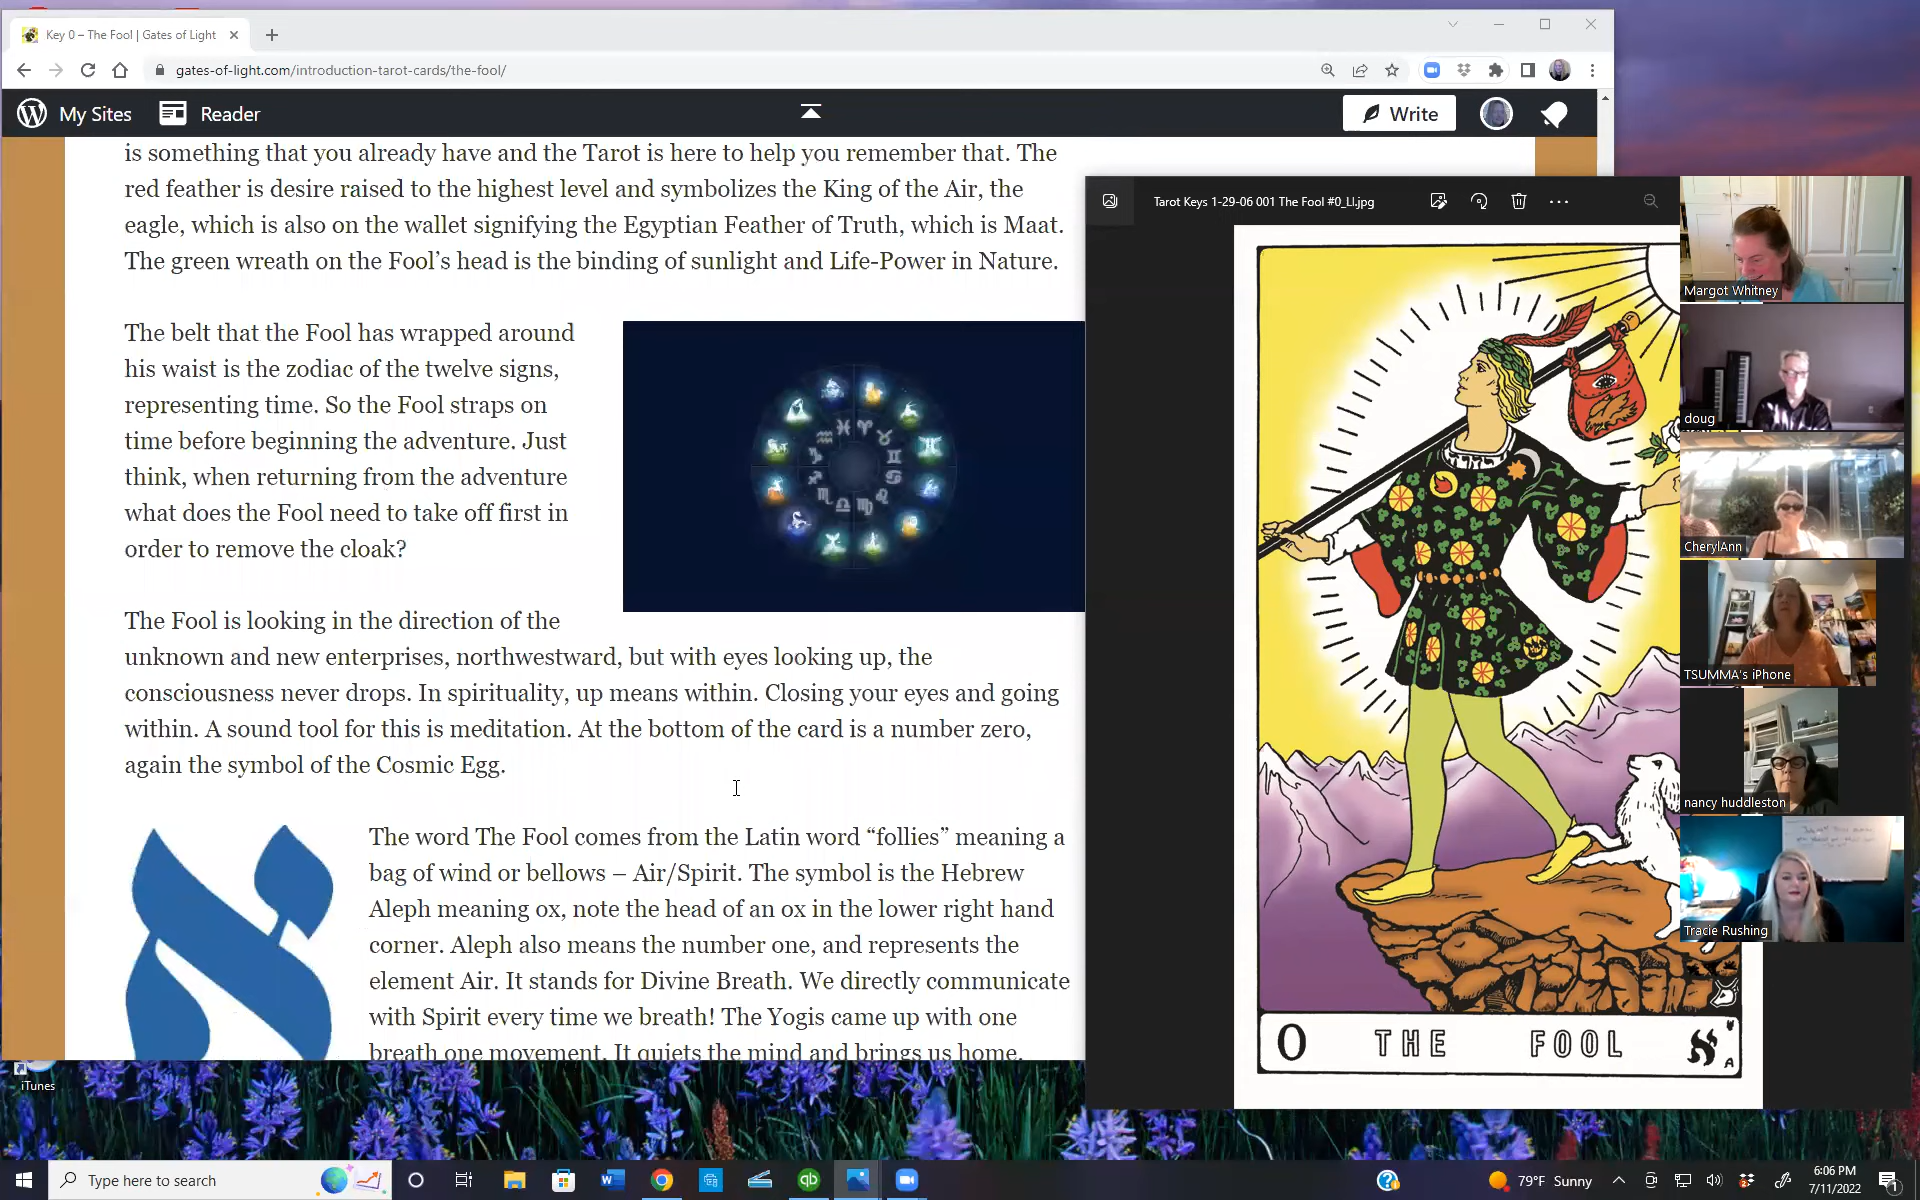 Key 0 – The Fool | Gates of Light
gates-of-light.com/introduction-tarot-cards/the-fool/
My Sites
Reader
Write
is something that you already have and the Tarot is here to help you remember that. The
red feather is desire raised to the highest level and symbolizes the King of the Air, the
eagle, which is also on the wallet signifying the Egyptian Feather of Truth, which is Maat.
The green wreath on the Fool’s head is the binding of sunlight and Life-Power in Nature.
The belt that the Fool has wrapped around
his waist is the zodiac of the twelve signs,
representing time. So the Fool straps on
time before beginning the adventure. Just
think, when returning from the adventure
what does the Fool need to take off first in
order to remove the cloak?
The Fool is looking in the direction of the
unknown and new enterprises, northwestward, but with eyes looking up, the
consciousness never drops. In spirituality, up means within. Closing your eyes and going
within. A sound tool for this is meditation. At the bottom of the card is a number zero,
again the symbol of the Cosmic Egg.
א
The word The Fool comes from the Latin word “follies” meaning a
bag of wind or bellows – Air/Spirit. The symbol is the Hebrew
Aleph meaning ox, note the head of an ox in the lower right hand
corner. Aleph also means the number one, and represents the
element Air. It stands for Divine Breath. We directly communicate
with Spirit every time we breath! The Yogis came up with one
breath one movement. It quiets the mind and brings us home.
Tarot Keys 1-29-06 001 The Fool #0_LI.jpg
0 THE FOOL א
A
Margot Whitney
doug
CherylAnn
TSUMMA's iPhone
nancy huddleston
Tracie Rushing
iTunes
Type here to search
79°F Sunny
6:06 PM
7/11/2022
1